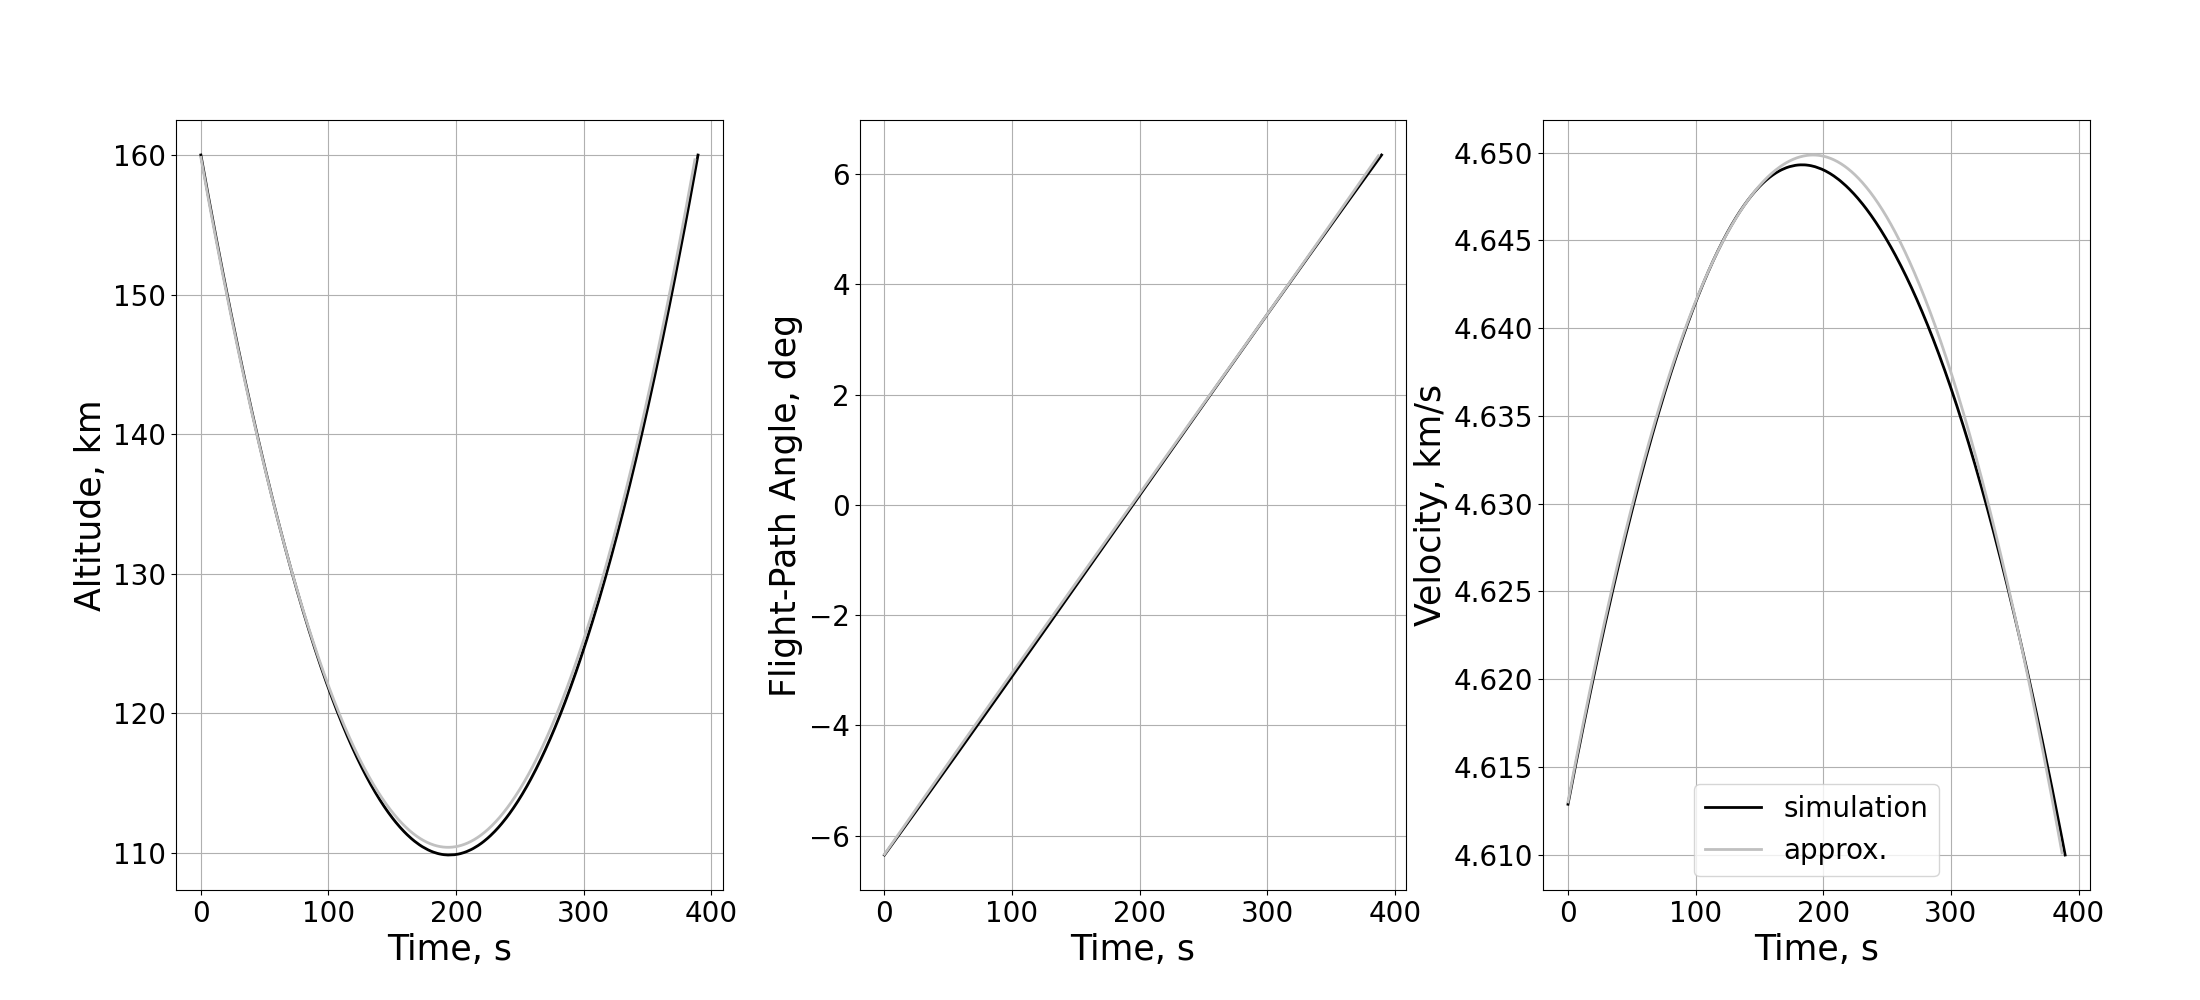 Altitude, km
160
150
140
130
120
110
0 100 200 300 400
Time, s
Flight-Path Angle, deg
6
4
2
0
−2
−4
−6
0 100 200 300 400
Time, s
Velocity, km/s
4.650
4.645
4.640
4.635
4.630
4.625
4.620
4.615
4.610
simulation
approx.
0 100 200 300 400
Time, s